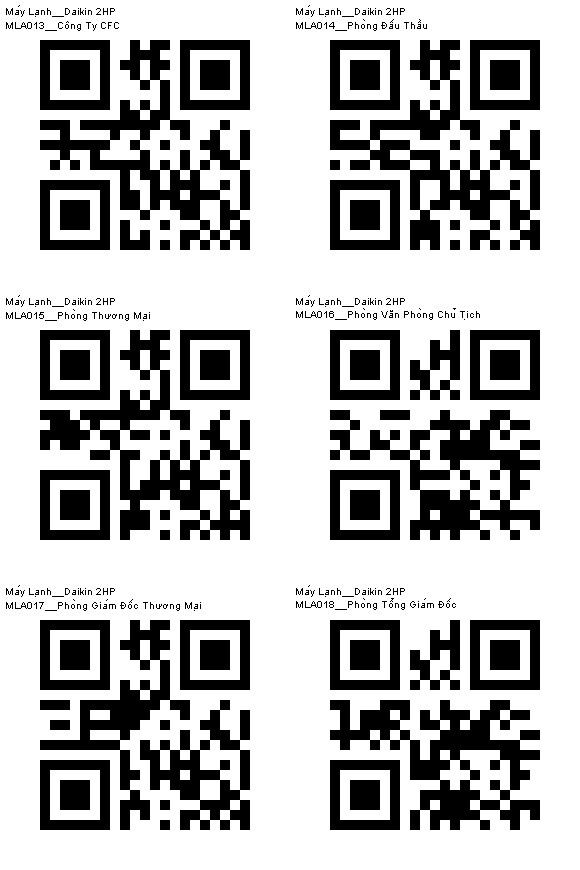 Máy Lạnh__Daikin 2HP
MLA013__Công Ty CFC
Máy Lạnh__Daikin 2HP
MLA014__Phòng Đấu Thầu
Máy Lạnh__Daikin 2HP
MLA015__Phòng Thương Mại
Máy Lạnh__Daikin 2HP
MLA016__Phòng Văn Phòng Chủ Tịch
Máy Lạnh__Daikin 2HP
MLA017__Phòng Giám Đốc Thương Mại
Máy Lạnh__Daikin 2HP
MLA018__Phòng Tổng Giám Đốc